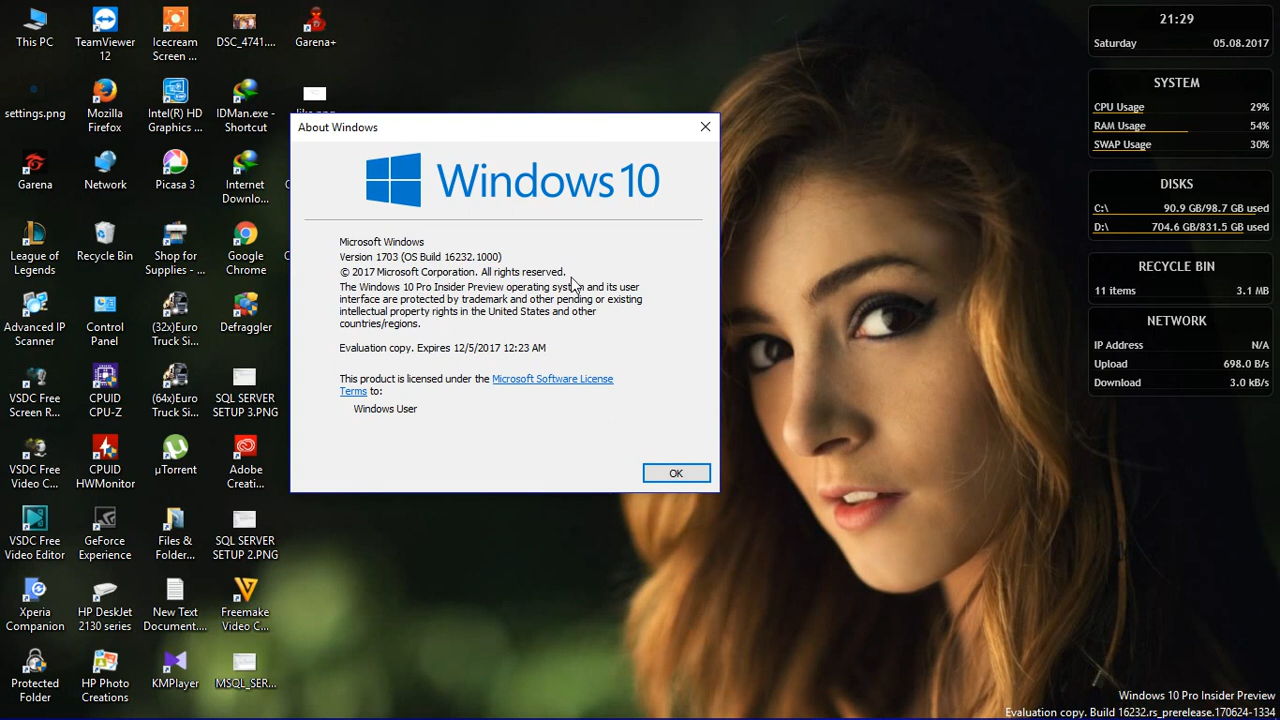 This PC
TeamViewer
12
Icecream
Screen ...
DSC_4741....
Garena+
settings.png
Mozilla
Firefox
Intel(R) HD
Graphics ...
IDMan.exe -
Shortcut
Garena
Network
Picasa 3
Internet
Downlo...
League of
Legends
Recycle Bin
Shop for
Supplies - ...
Google
Chrome
Advanced IP
Scanner
Control
Panel
(32x)Euro
Truck Si...
Defraggler
VSDC Free
Screen R...
CPUID
CPU-Z
(64x)Euro
Truck Si...
SQL SERVER
SETUP 3.PNG
VSDC Free
Video C...
CPUID
HWMonitor
µTorrent
Adobe
Creati...
VSDC Free
Video Editor
GeForce
Experience
Files &
Folder...
SQL SERVER
SETUP 2.PNG
Xperia
Companion
HP DeskJet
2130 series
New Text
Document....
Freemake
Video C...
Protected
Folder
HP Photo
Creations
KMPlayer
MSQL_SER...
About Windows
Windows 10
Microsoft Windows
Version 1703 (OS Build 16232.1000)
© 2017 Microsoft Corporation. All rights reserved.
The Windows 10 Pro Insider Preview operating system and its user
interface are protected by trademark and other pending or existing
intellectual property rights in the United States and other
countries/regions.
Evaluation copy. Expires 12/5/2017 12:23 AM
This product is licensed under the Microsoft Software License
Terms to:
Windows User
OK
21:29
Saturday 05.08.2017
SYSTEM
CPU Usage 29%
RAM Usage 54%
SWAP Usage 30%
DISKS
C:\ 90.9 GB/98.7 GB used
D:\ 704.6 GB/831.5 GB used
RECYCLE BIN
11 items 3.1 MB
NETWORK
IP Address N/A
Upload 698.0 B/s
Download 3.0 kB/s
Windows 10 Pro Insider Preview
Evaluation copy. Build 16232.rs_prerelease.170624-1334